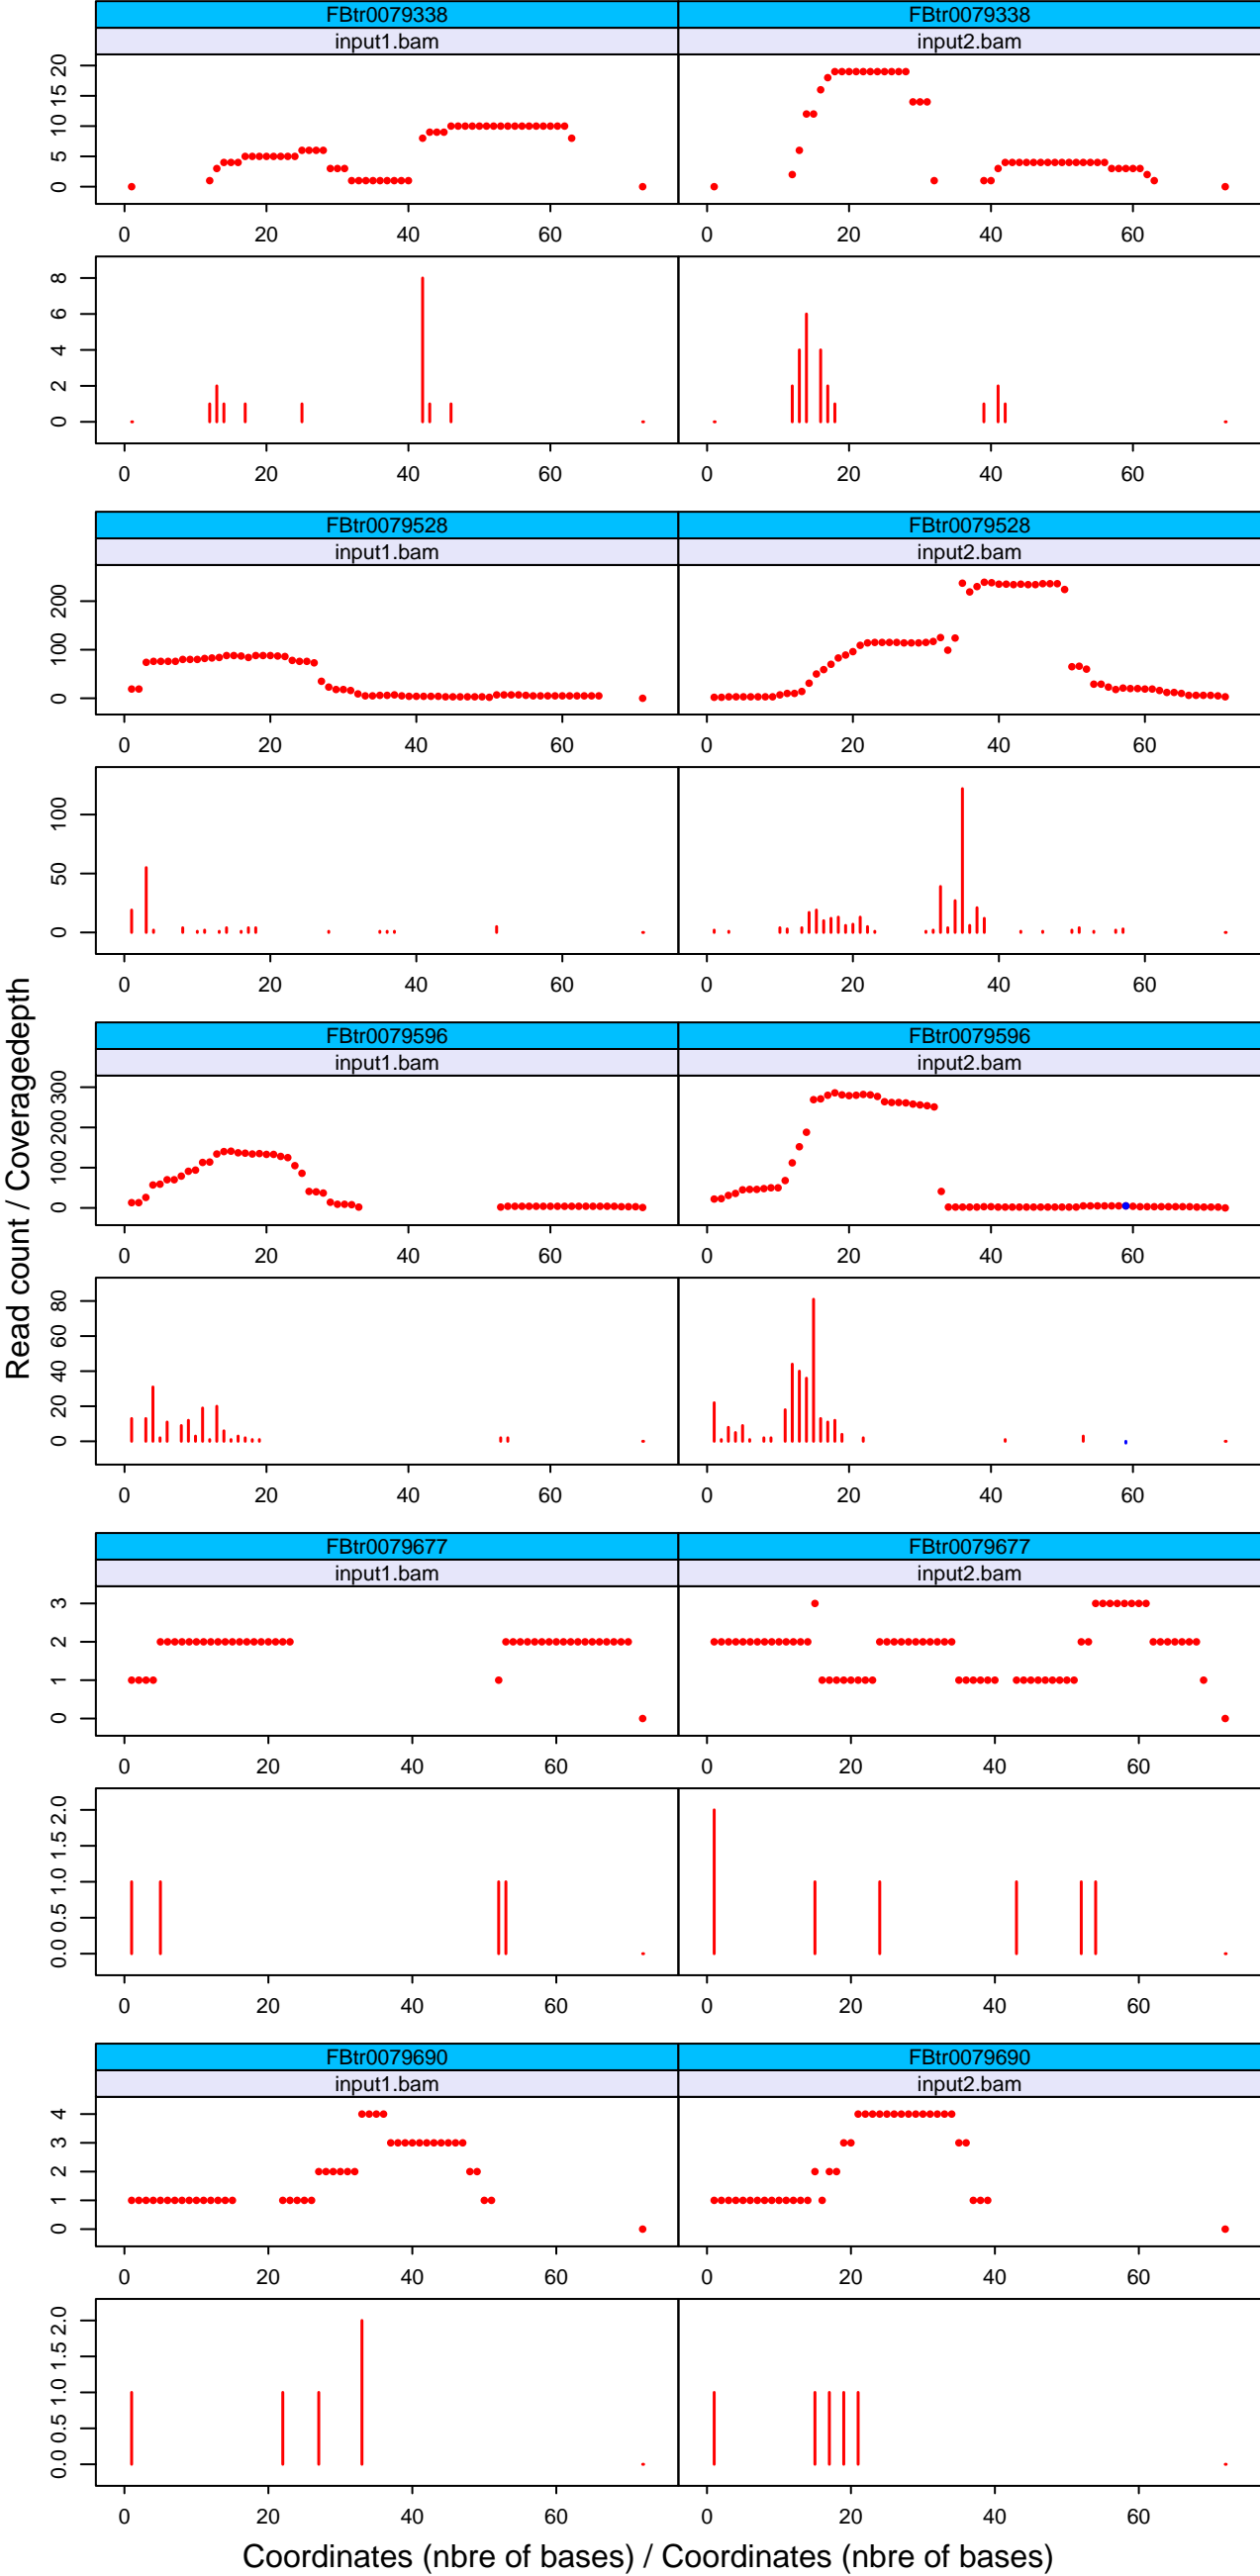 FBtr0079338 FBtr0079338
input1.bam input2.bam
0 5 10 15 20
0 20 40 60 0 20 40 60
0 2 4 6 8
0 20 40 60 0 20 40 60
FBtr0079528 FBtr0079528
input1.bam input2.bam
0 100 200
0 20 40 60 0 20 40 60
0 50 100
0 20 40 60 0 20 40 60
Read count / Coveragedepth
FBtr0079596 FBtr0079596
input1.bam input2.bam
0 100 200 300
0 20 40 60 0 20 40 60
0 20 40 60 80
0 20 40 60 0 20 40 60
FBtr0079677 FBtr0079677
input1.bam input2.bam
0 1 2 3
0 20 40 60 0 20 40 60
0.0 0.5 1.0 1.5 2.0
0 20 40 60 0 20 40 60
FBtr0079690 FBtr0079690
input1.bam input2.bam
0 1 2 3 4
0 20 40 60 0 20 40 60
0.0 0.5 1.0 1.5 2.0
0 20 40 60 0 20 40 60
Coordinates (nbre of bases) / Coordinates (nbre of bases)